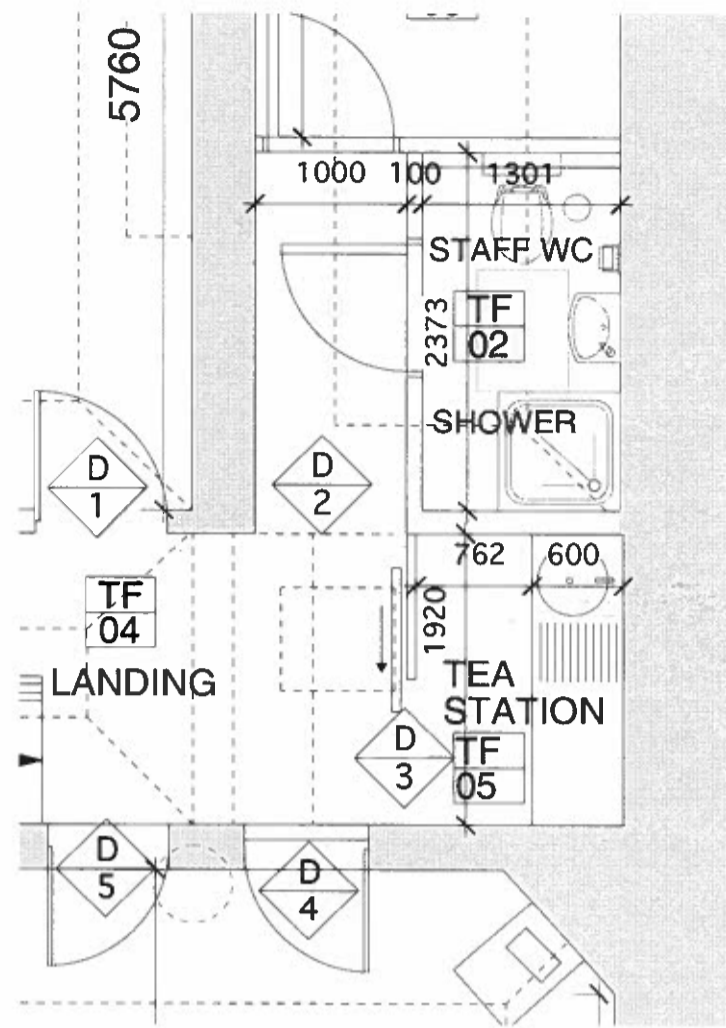 5760
1000 100 1301
STAFF WC
2373
TF
02
SHOWER
D
1
D
2
762 600
1920
TF
04
LANDING
TEA
STATION
D
3
TF
05
D
5
D
4